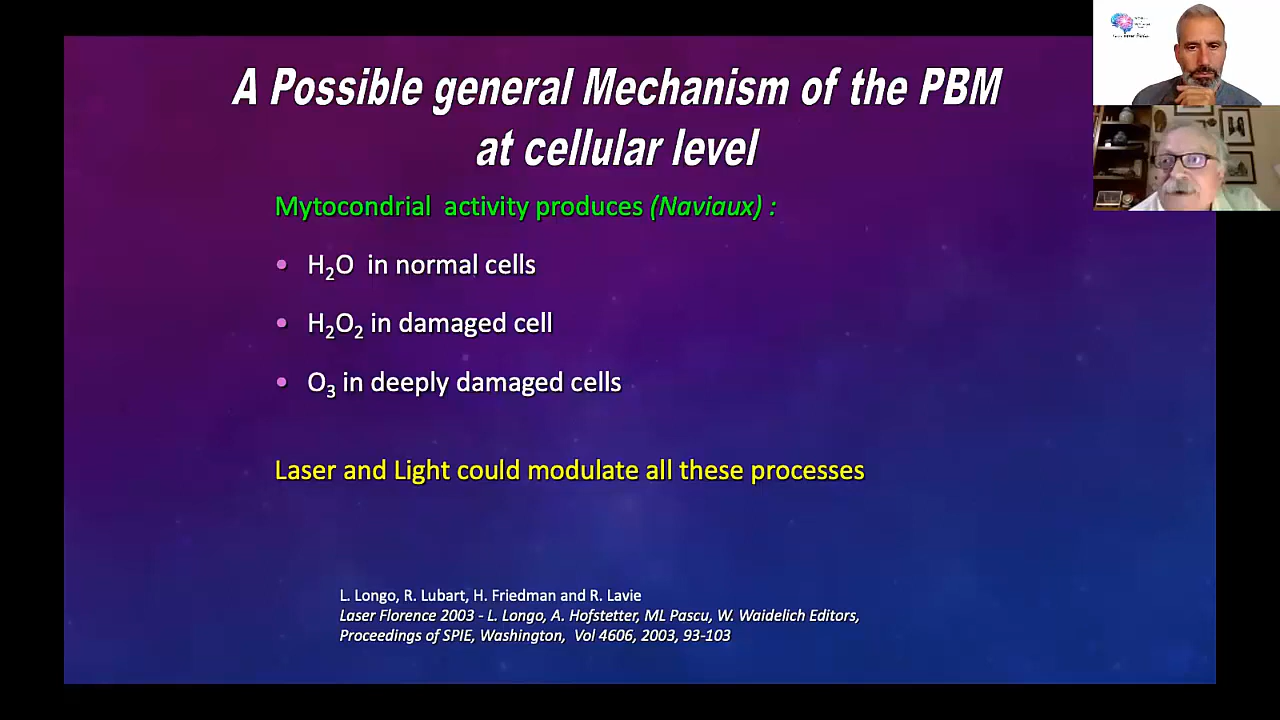 A Possible general Mechanism of the PBM
at cellular level
Mytocondrial activity produces (Naviaux) :
• H₂O in normal cells
• H₂O₂ in damaged cell
• O₃ in deeply damaged cells
Laser and Light could modulate all these processes
L. Longo, R. Lubart, H. Friedman and R. Lavie
Laser Florence 2003 - L. Longo, A. Hofstetter, ML Pascu, W. Waidelich Editors,
Proceedings of SPIE, Washington, Vol 4606, 2003, 93-103